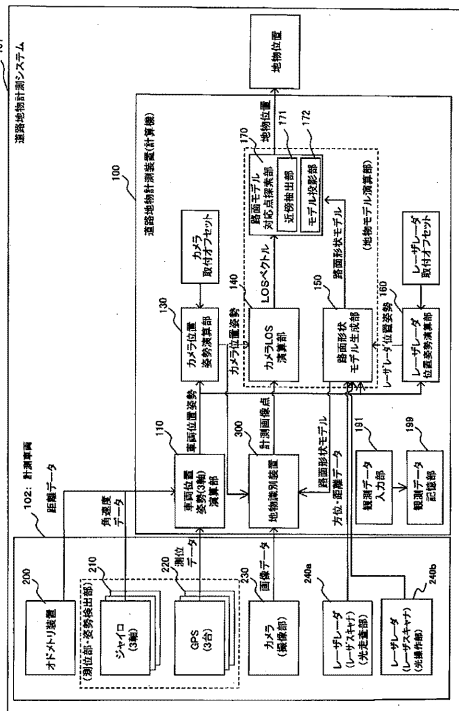 101
道路地物計測システム
102:計測車両
200
オドメトリ装置
距離データ
(測位部・姿勢検出部)
210
ジャイロ
(3軸)
角速度
データ
220
GPS
(3台)
測位
データ
230
カメラ
(撮像部)
画像データ
240a
レーザレーダ
(レーザスキャナ)
(光走査部)
240b
レーザレーダ
(レーザスキャナ)
(光操作部)
方位・距離データ
100
道路地物計測装置(計算機)
110
車両位置
姿勢(3軸)
演算部
車両位置姿勢
300
地物識別装置
計測画像点
路面形状モデル
191
観測データ
入力部
199
観測データ
記憶部
130
カメラ位置
姿勢演算部
カメラ
取付オフセット
カメラ位置姿勢
140
カメラLOS
演算部
LOSベクトル
150
路面形状
モデル生成部
路面形状モデル
レーザレーダ位置姿勢
160
レーザレーダ
位置姿勢演算部
レーザレーダ
取付オフセット
170
路面モデル
対応点探索部
171
近傍検出部
172
モデル投影部
(地物モデル演算部)
地物位置
地物位置